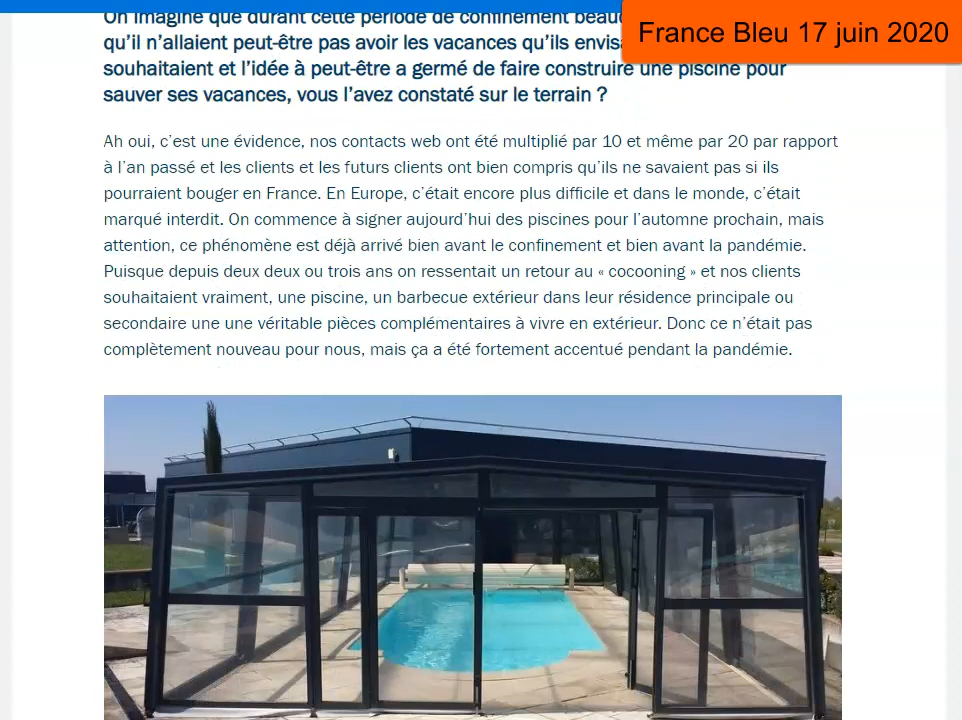 On imagine que durant cette période de confinement
France Bleu 17 juin 2020
qu’il n’allaient peut-être pas avoir les vacances qu’ils
souhaitaient et l’idée à peut-être a germé de faire construire une piscine pour
sauver ses vacances, vous l’avez constaté sur le terrain ?
Ah oui, c’est une évidence, nos contacts web ont été multiplié par 10 et même par 20 par rapport
à l’an passé et les clients et les futurs clients ont bien compris qu’ils ne savaient pas si ils
pourraient bouger en France. En Europe, c’était encore plus difficile et dans le monde, c’était
marqué interdit. On commence à signer aujourd’hui des piscines pour l’automne prochain, mais
attention, ce phénomène est déjà arrivé bien avant le confinement et bien avant la pandémie.
Puisque depuis deux deux ou trois ans on ressentait un retour au « cocooning » et nos clients
souhaitaient vraiment, une piscine, un barbecue extérieur dans leur résidence principale ou
secondaire une une véritable pièces complémentaires à vivre en extérieur. Donc ce n’était pas
complètement nouveau pour nous, mais ça a été fortement accentué pendant la pandémie.